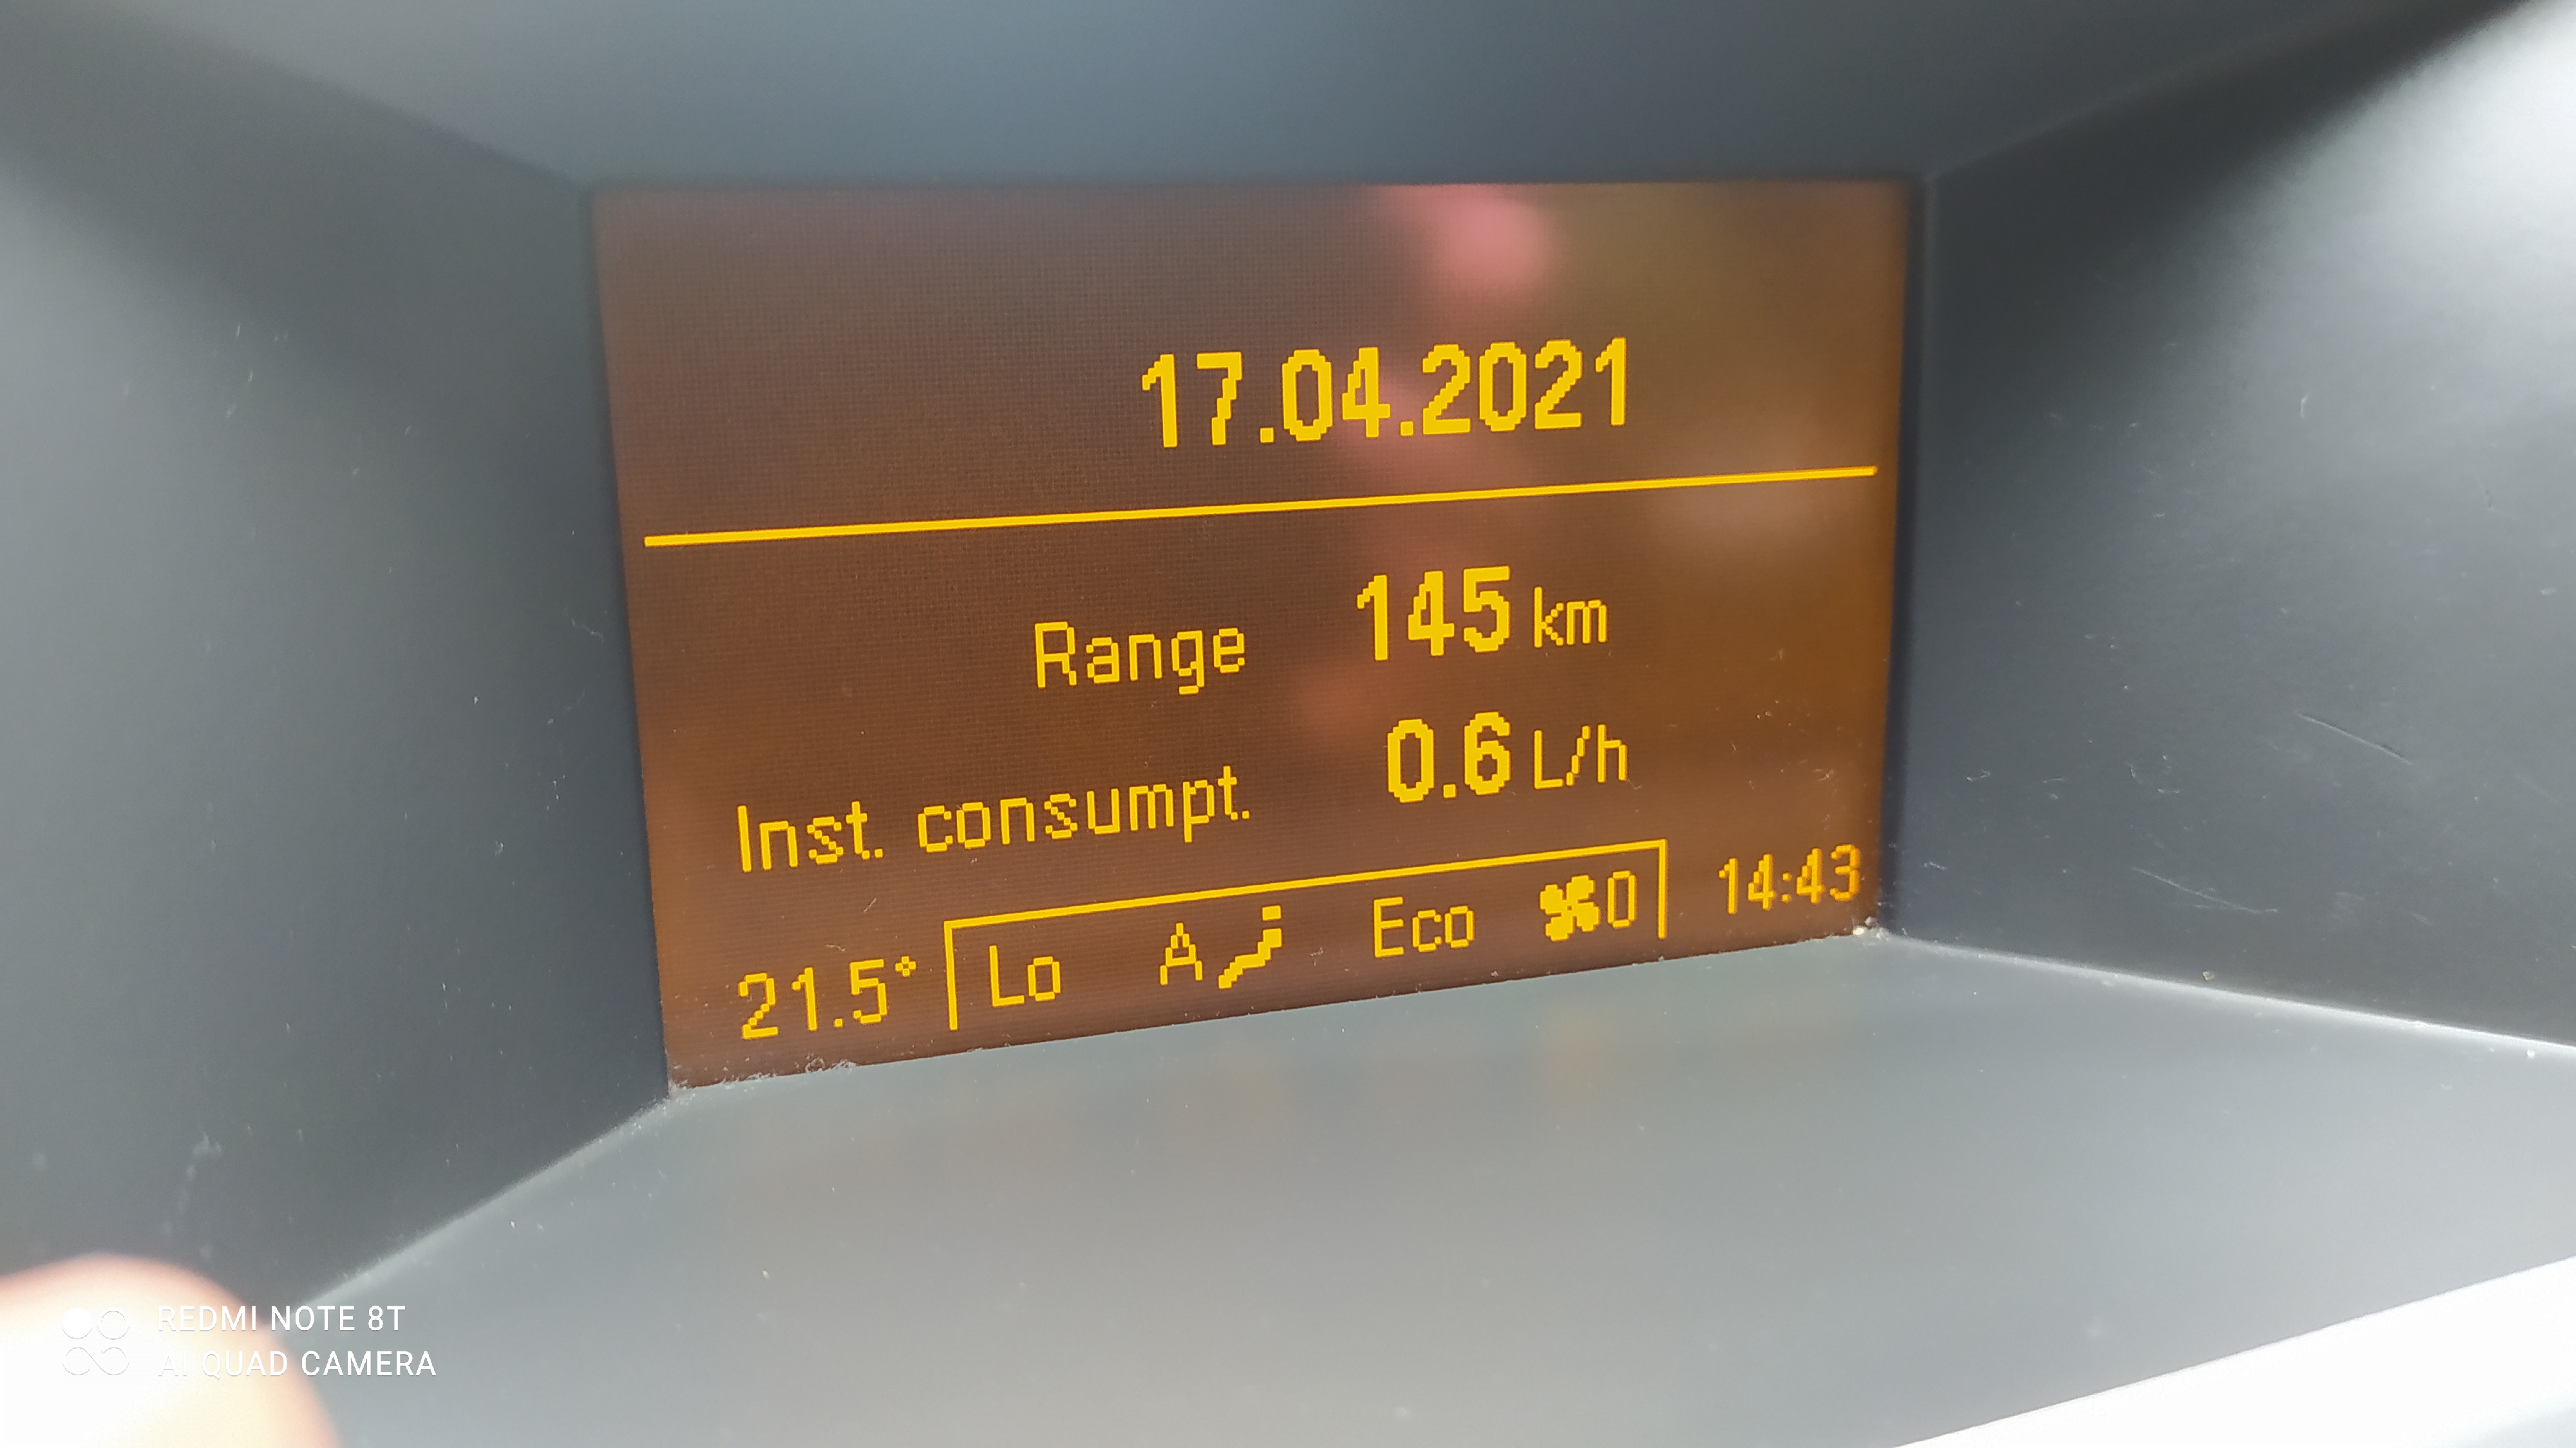 17.04.2021
Range 145 km
Inst. consumpt. 0.6 L/h
21.5° Lo A Eco 0 14:43
REDMI NOTE 8T
AI QUAD CAMERA